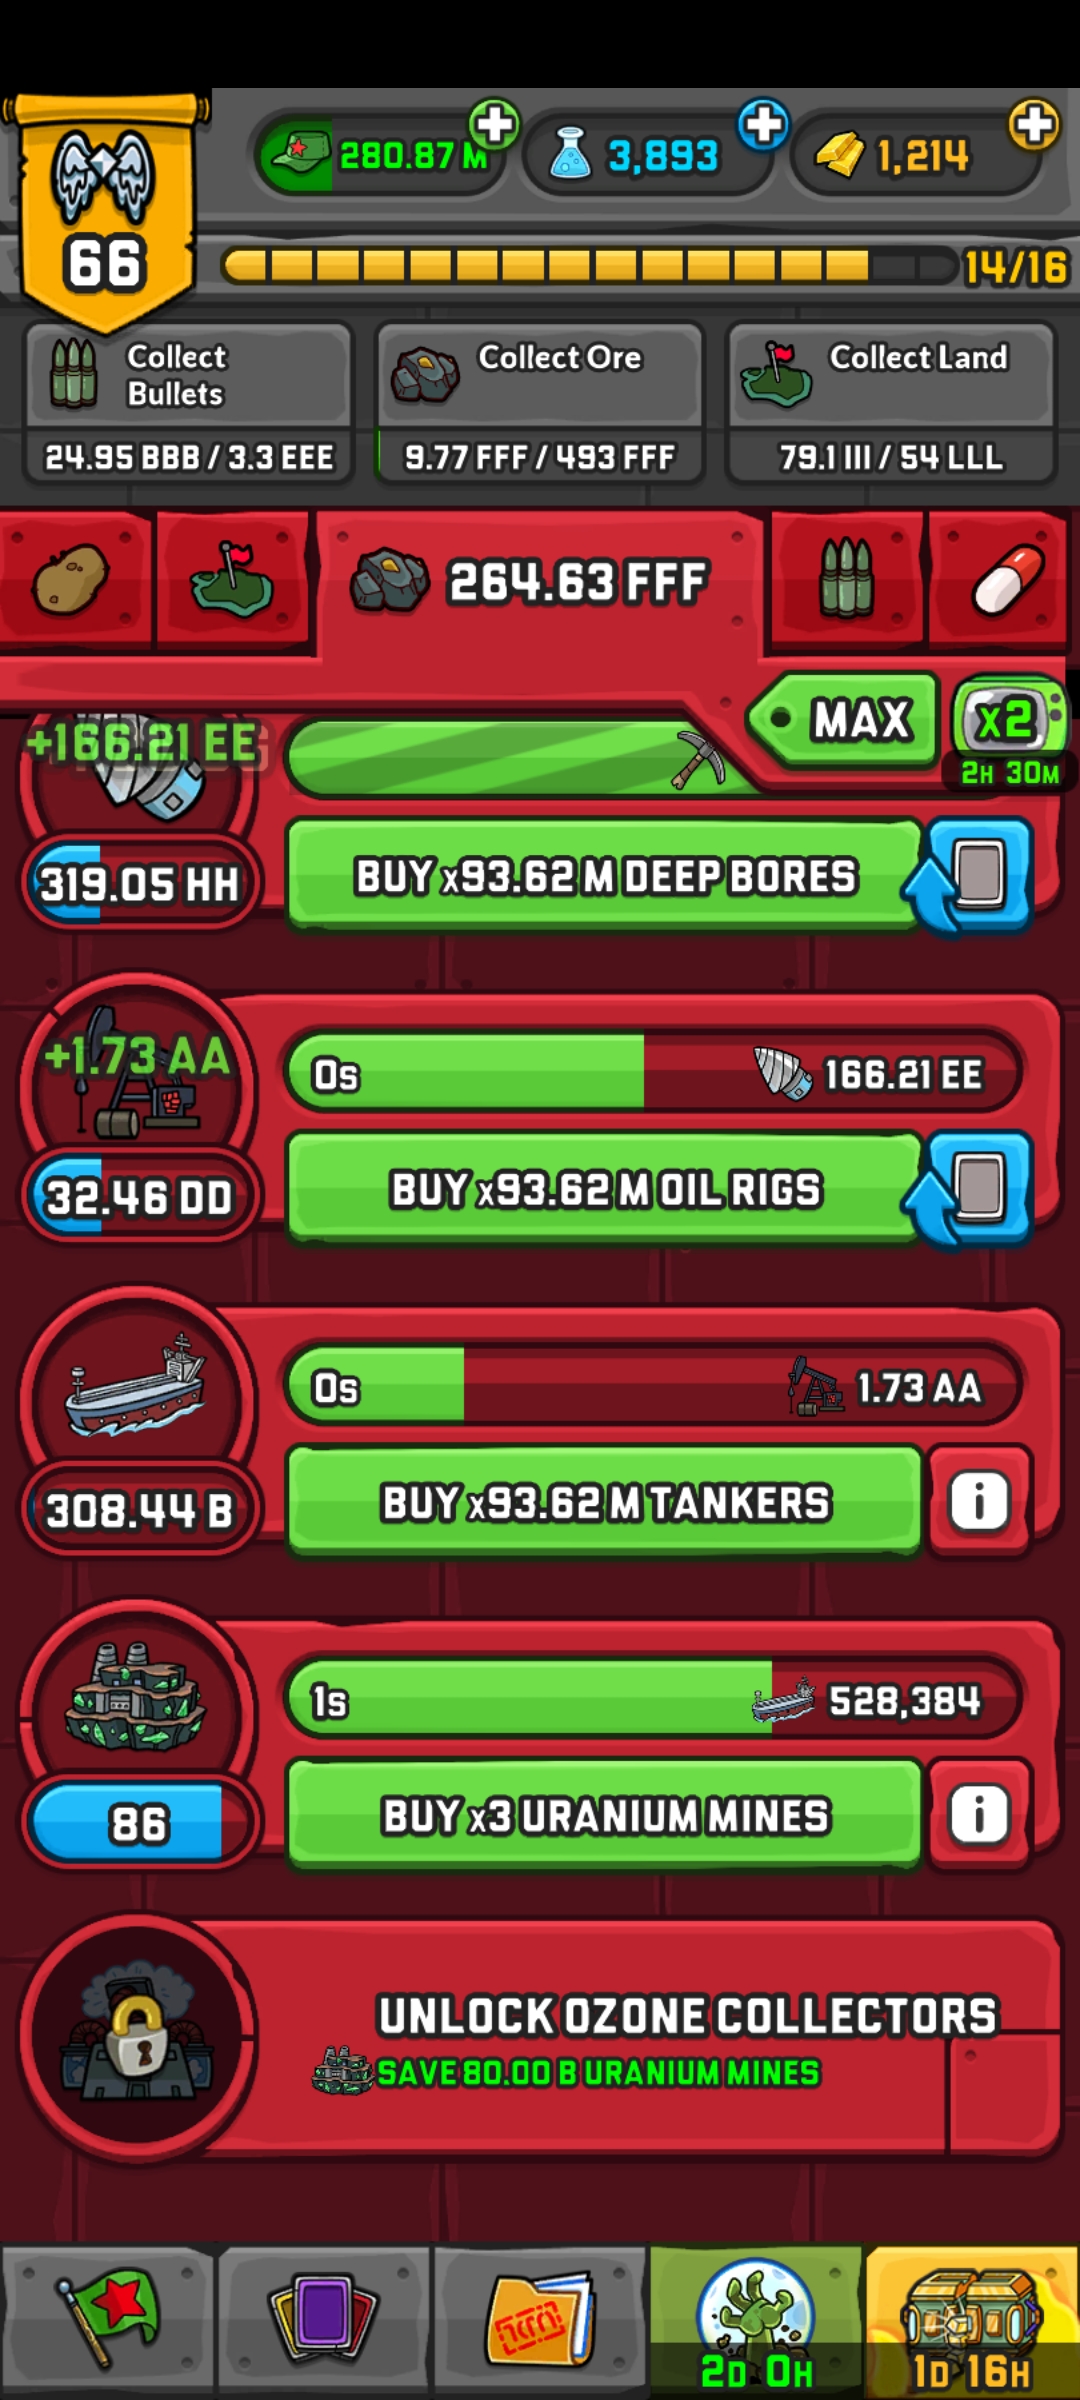 280.87 M
3,893
1,214
66
14/16
Collect
Bullets
Collect Ore
Collect Land
24.95 BBB / 3.3 EEE
9.77 FFF / 493 FFF
79.1 III / 54 LLL
264.63 FFF
MAX
x2
2H 30M
+166.21 EE
319.05 HH
BUY x93.62 M DEEP BORES
+1.73 AA
0s
166.21 EE
32.46 DD
BUY x93.62 M OIL RIGS
0s
1.73 AA
308.44 B
BUY x93.62 M TANKERS
i
1s
528,384
86
BUY x3 URANIUM MINES
i
UNLOCK OZONE COLLECTORS
SAVE 80.00 B URANIUM MINES
2D 0H
1D 16H